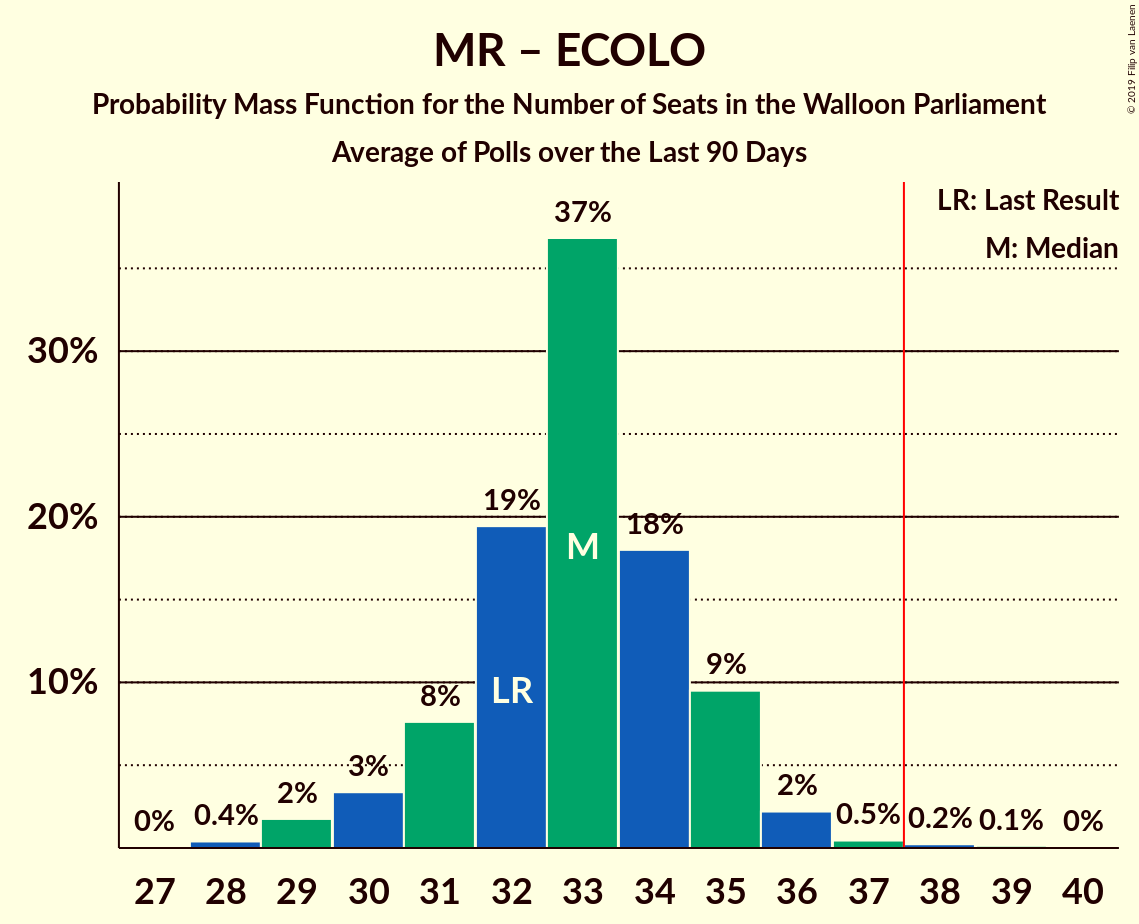 MR – ECOLO
Probability Mass Function for the Number of Seats in the Walloon Parliament
Average of Polls over the Last 90 Days
© 2019 Filip van Laenen
LR: Last Result
M: Median
37%
30%
19%
20%
18%
M
9%
10%
8%
LR
3%
2%
2%
0%
0.4%
0.5%
0.2%
0.1%
0%
27 28 29 30 31 32 33 34 35 36 37 38 39 40